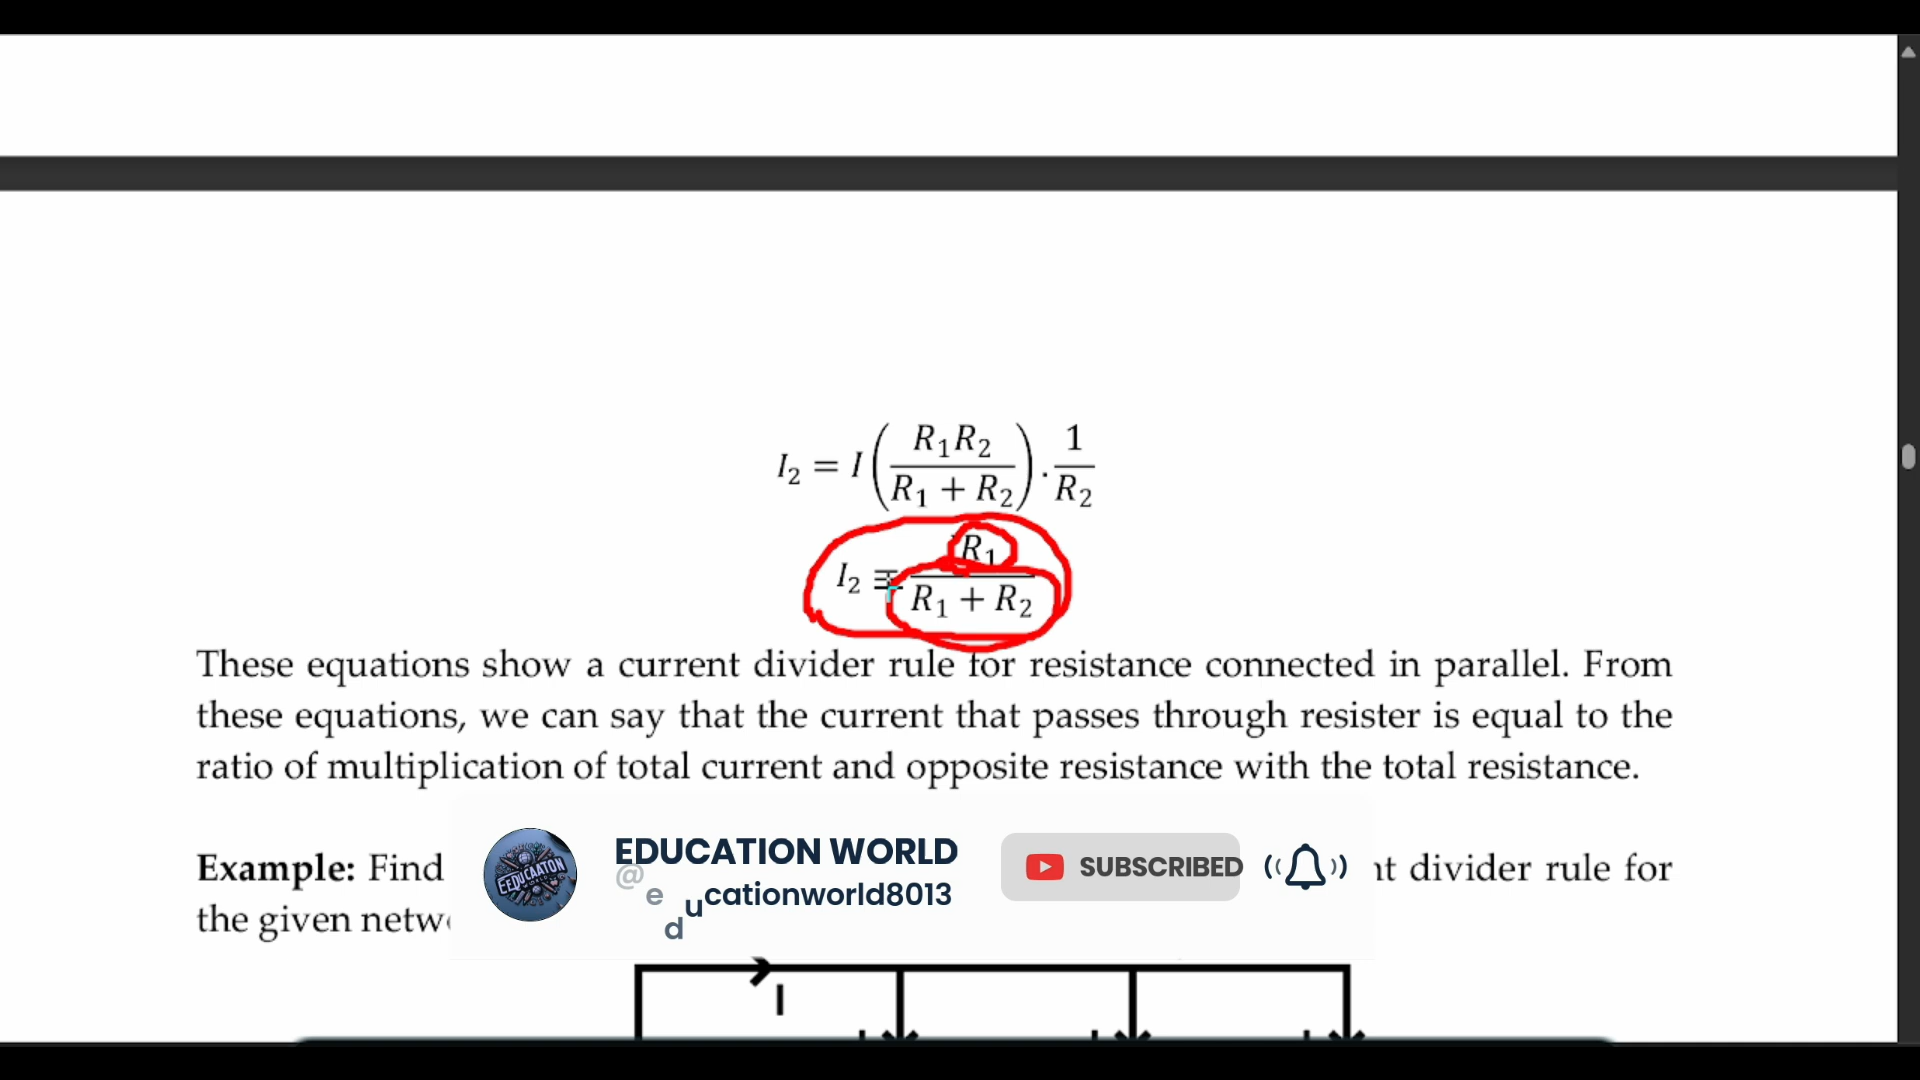 I₂ = I(R₁R₂ / R₁ + R₂) . 1 / R₂
I₂ = R₁ / R₁ + R₂
These equations show a current divider rule for resistance connected in parallel. From
these equations, we can say that the current that passes through resister is equal to the
ratio of multiplication of total current and opposite resistance with the total resistance.
Example: Find
divider rule for
the given
EDUCATION WORLD
@educationworld8013
SUBSCRIBED
EEDUCAATON
I